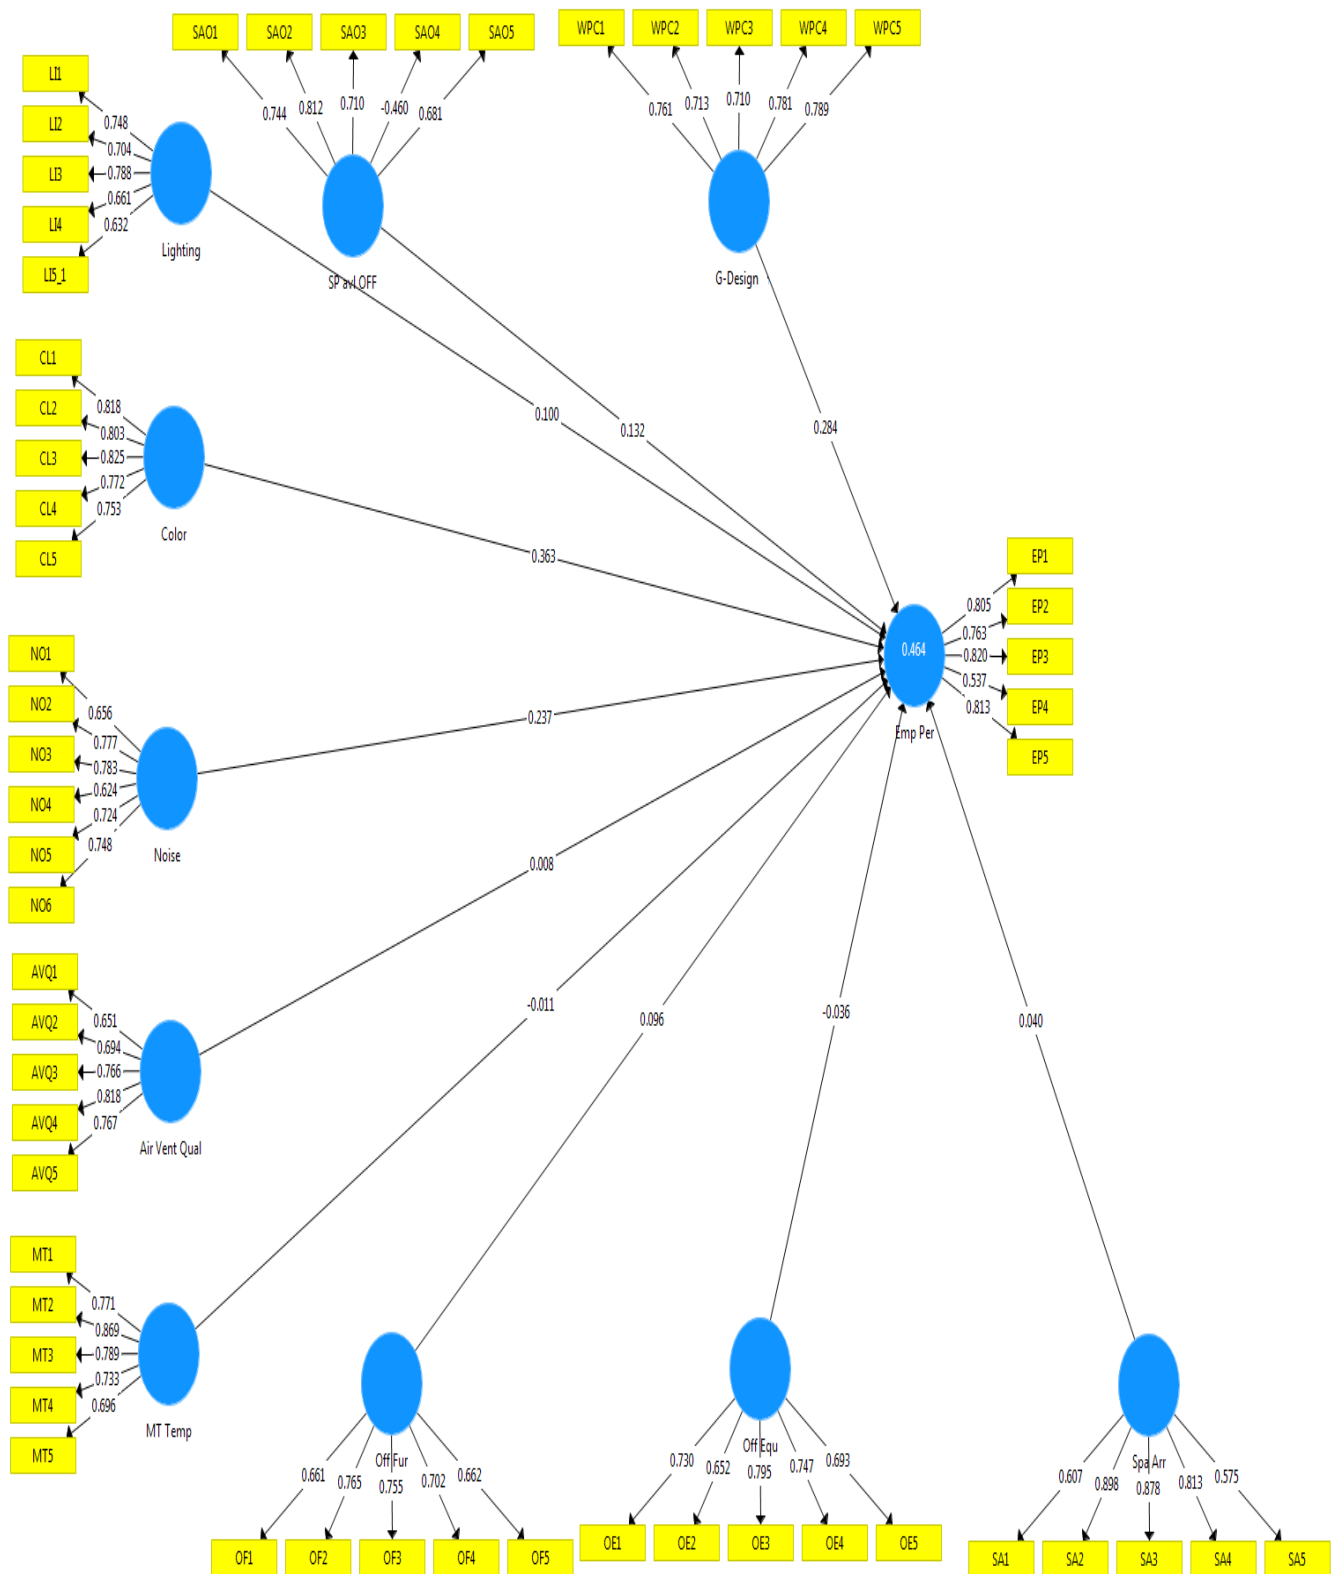 SAO1 SAO2 SAO3 SAO4 SAO5
WPC1 WPC2 WPC3 WPC4 WPC5
0.744 0.812 0.710 -0.460 0.681
0.761 0.713 0.710 0.781 0.789
LI1
LI2
LI3
LI4
LI5_1
0.748
0.704
0.788
0.661
0.632
Lighting
SP avl OFF
G-Design
0.100
0.132
0.284
CL1
CL2
CL3
CL4
CL5
0.818
0.803
0.825
0.772
0.753
Color
0.363
EP1
EP2
EP3
EP4
EP5
0.805
0.763
0.820
0.537
0.813
0.464
Emp Per
NO1
NO2
NO3
NO4
NO5
NO6
0.656
0.777
0.783
0.624
0.724
0.748
Noise
0.237
AVQ1
AVQ2
AVQ3
AVQ4
AVQ5
0.651
0.694
0.766
0.818
0.767
Air Vent Qual
0.008
-0.011
0.096
-0.036
0.040
MT1
MT2
MT3
MT4
MT5
0.771
0.869
0.789
0.733
0.696
MT Temp
Off Fur
0.661 0.765 0.755 0.702 0.662
OF1 OF2 OF3 OF4 OF5
Off Equ
0.730 0.652 0.795 0.747 0.693
OE1 OE2 OE3 OE4 OE5
Spa Arr
0.607 0.898 0.878 0.813 0.575
SA1 SA2 SA3 SA4 SA5